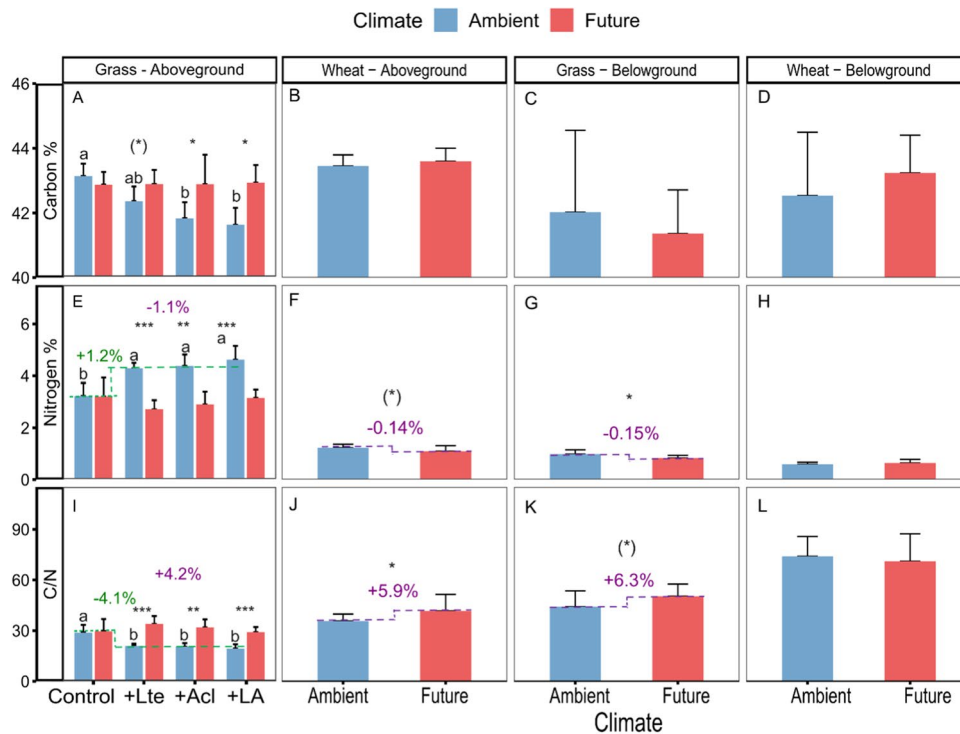 Climate Ambient Future
Grass - Aboveground
Wheat – Aboveground
Grass – Belowground
Wheat – Belowground
Carbon %
46
44
42
40
A
a
(*)
ab
*
b
*
b
B
C
D
Nitrogen %
6
4
2
0
E
-1.1%
+1.2%
b
***
a
**
a
***
a
F
(*)
-0.14%
G
*
-0.15%
H
C/N
90
60
30
0
I
+4.2%
-4.1%
a
***
b
**
b
***
b
J
*
+5.9%
K
(*)
+6.3%
L
Control +Lte +Acl +LA
Ambient Future
Ambient Future
Ambient Future
Climate